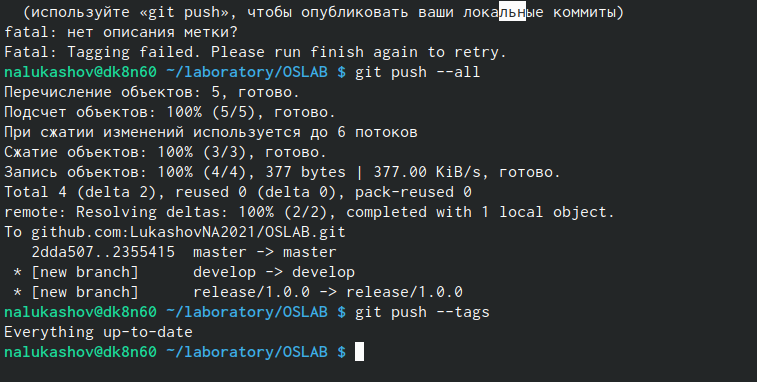 (используйте «git push», чтобы опубликовать ваши локальные коммиты)
fatal: нет описания метки?
Fatal: Tagging failed. Please run finish again to retry.
nalukashov@dk8n60 ~/laboratory/OSLAB $ git push --all
Перечисление объектов: 5, готово.
Подсчет объектов: 100% (5/5), готово.
При сжатии изменений используется до 6 потоков
Сжатие объектов: 100% (3/3), готово.
Запись объектов: 100% (4/4), 377 bytes | 377.00 KiB/s, готово.
Total 4 (delta 2), reused 0 (delta 0), pack-reused 0
remote: Resolving deltas: 100% (2/2), completed with 1 local object.
To github.com:LukashovNA2021/OSLAB.git
   2dda507..2355415  master -> master
 * [new branch]      develop -> develop
 * [new branch]      release/1.0.0 -> release/1.0.0
nalukashov@dk8n60 ~/laboratory/OSLAB $ git push --tags
Everything up-to-date
nalukashov@dk8n60 ~/laboratory/OSLAB $